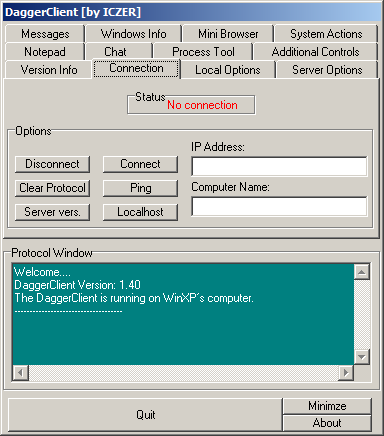 DaggerClient [by ICZER]
Messages Windows Info Mini Browser System Actions
Notepad Chat Process Tool Additional Controls
Version Info Connection Local Options Server Options
Status
No connection
Options
IP Address:
Disconnect Connect
Clear Protocol Ping Computer Name:
Server vers. Localhost
Protocol Window
Welcome....
DaggerClient Version: 1.40
The DaggerClient is running on WinXP´s computer.
------------------------------------
Quit
Minimze
About